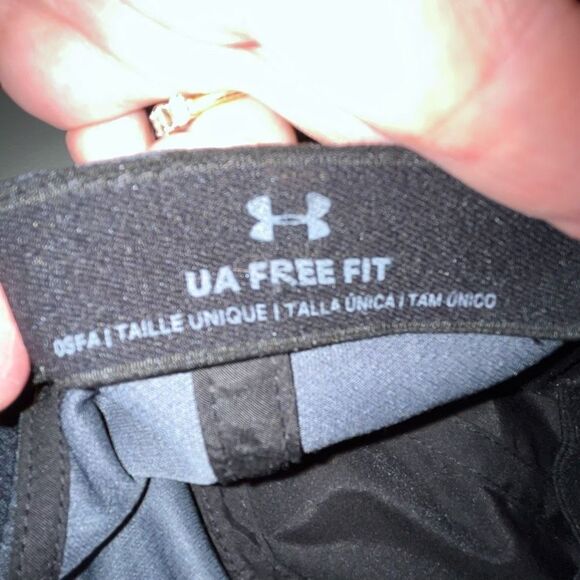 UA FREE FIT
OSFA | TAILLE UNIQUE | TALLA ÚNICA | TAM ÚNICO